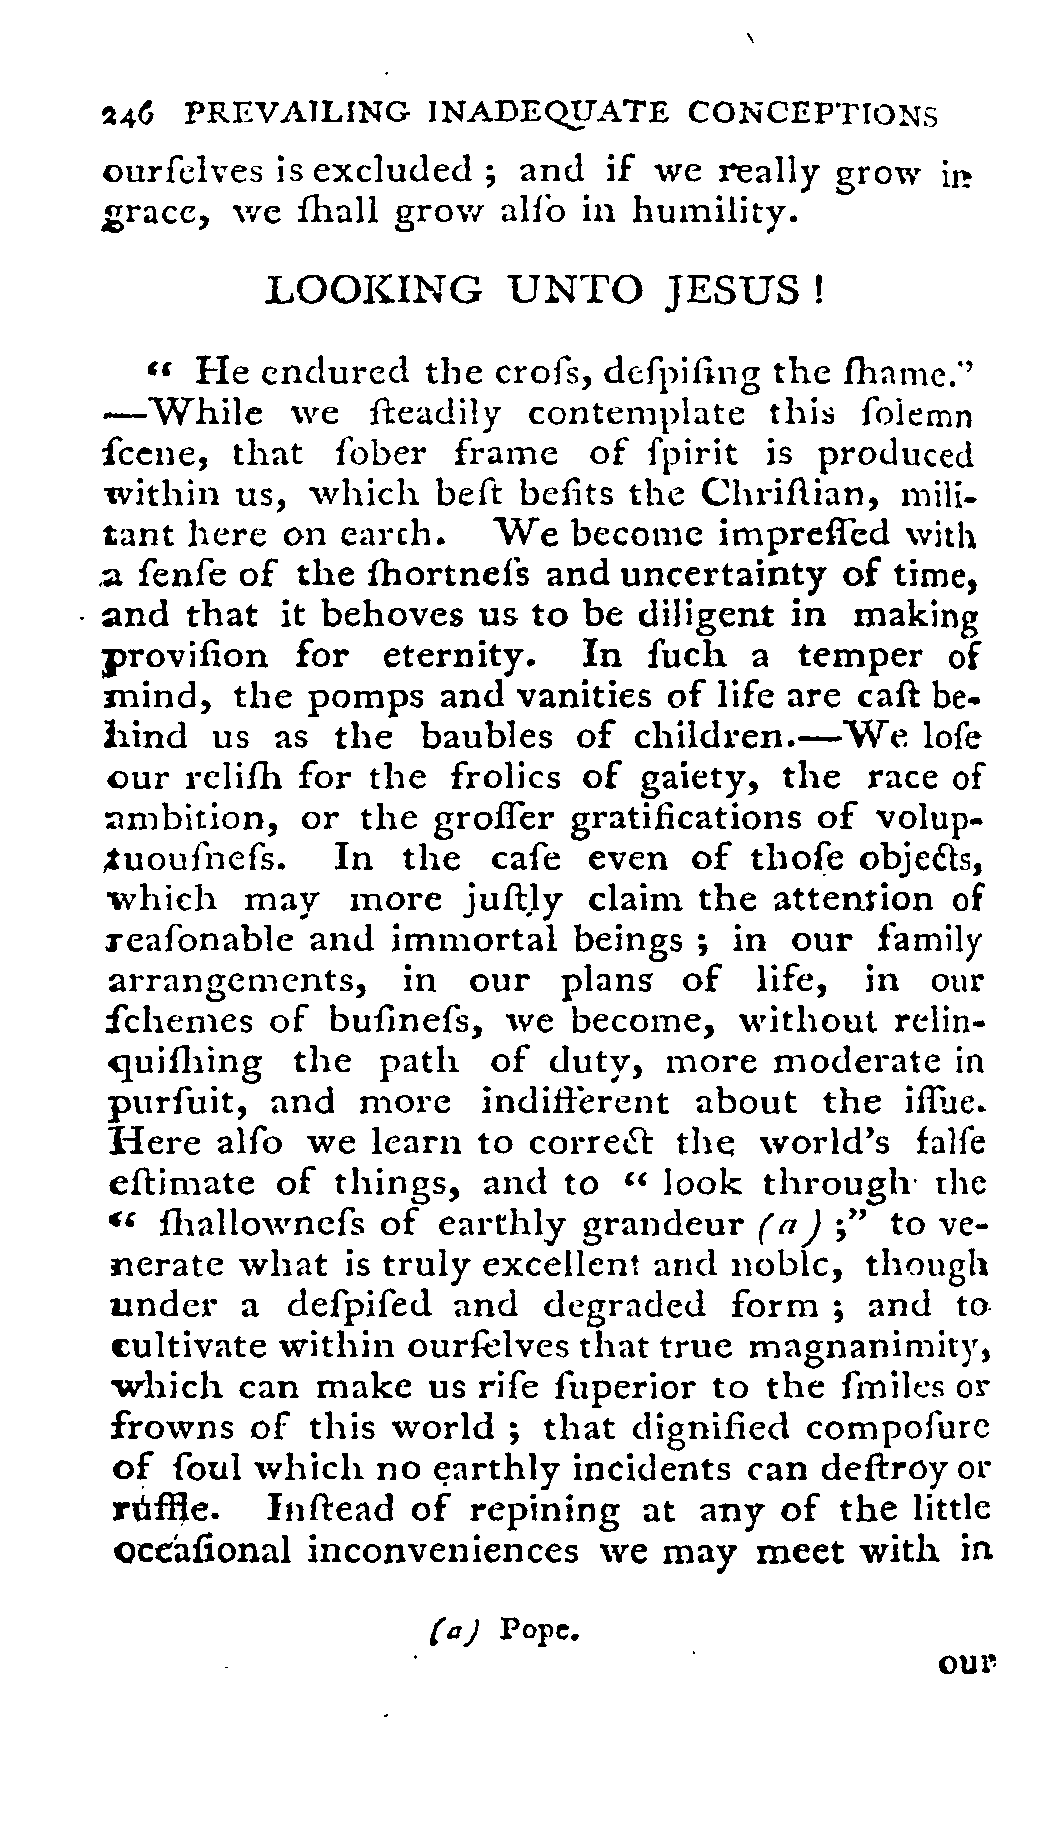 246 PREVAILING INADEQUATE CONCEPTIONS
ourſelves is excluded ; and if we really grow in
grace, we ſhall grow alſo in humility.
LOOKING UNTO JESUS !
“ He endured the croſs, deſpiſing the ſhame.”
—While we ſteadily contemplate this ſolemn
ſcene, that ſober frame of ſpirit is produced
within us, which beſt befits the Chriſtian, mili-
tant here on earth. We become impreſſed with
a ſenſe of the ſhortneſs and uncertainty of time,
and that it behoves us to be diligent in making
proviſion for eternity. In ſuch a temper of
mind, the pomps and vanities of life are caſt be-
hind us as the baubles of children.—We loſe
our reliſh for the frolics of gaiety, the race of
ambition, or the groſſer gratifications of volup-
tuouſneſs. In the caſe even of thoſe objects,
which may more juſtly claim the attention of
reaſonable and immortal beings ; in our family
arrangements, in our plans of life, in our
ſchemes of buſineſs, we become, without relin-
quiſhing the path of duty, more moderate in
purſuit, and more indifferent about the iſſue.
Here alſo we learn to correct the world’s falſe
eſtimate of things, and to “ look through the
“ ſhallowneſs of earthly grandeur (a) ;” to ve-
nerate what is truly excellent and noble, though
under a deſpiſed and degraded form ; and to
cultivate within ourſelves that true magnanimity,
which can make us riſe ſuperior to the ſmiles or
frowns of this world ; that dignified compoſure
of ſoul which no earthly incidents can deſtroy or
ruffle. Inſtead of repining at any of the little
occaſional inconveniences we may meet with in
(a) Pope.
our